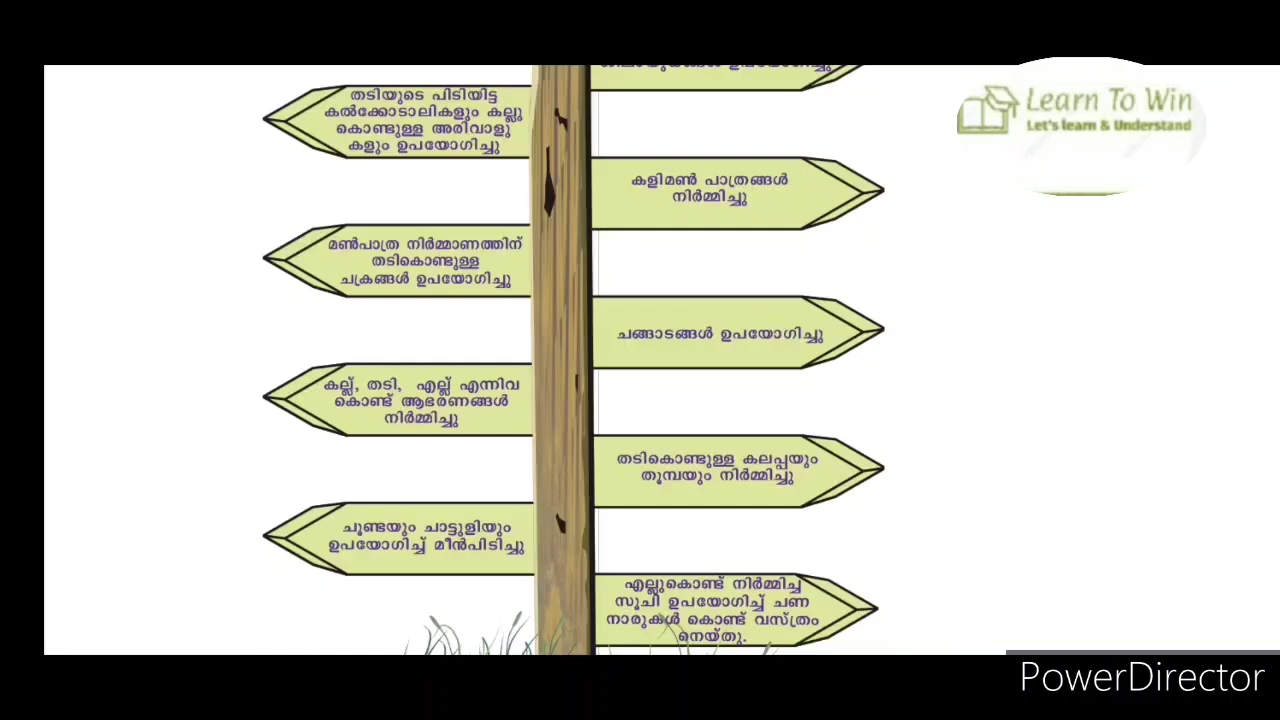 ഉപയോഗിച്ചു
തടിയുടെ പിടിയിട്ട
കൽക്കോടാലികളും കല്ലു
കൊണ്ടുള്ള അരിവാളു
കളും ഉപയോഗിച്ചു
Learn To Win
Let's learn & Understand
കളിമൺ പാത്രങ്ങൾ
നിർമ്മിച്ചു
മൺപാത്ര നിർമ്മാണത്തിന്
തടികൊണ്ടുള്ള
ചക്രങ്ങൾ ഉപയോഗിച്ചു
ചങ്ങാടങ്ങൾ ഉപയോഗിച്ചു
കല്ല്, തടി, എല്ല് എന്നിവ
കൊണ്ട് ആഭരണങ്ങൾ
നിർമ്മിച്ചു
തടികൊണ്ടുള്ള കലപ്പയും
തൂമ്പയും നിർമ്മിച്ചു
ചൂണ്ടയും ചാട്ടുളിയും
ഉപയോഗിച്ച് മീൻപിടിച്ചു
എല്ലുകൊണ്ട് നിർമ്മിച്ച
സൂചി ഉപയോഗിച്ച് ചണ
നാരുകൾ കൊണ്ട് വസ്ത്രം
നെയ്തു.
PowerDirector